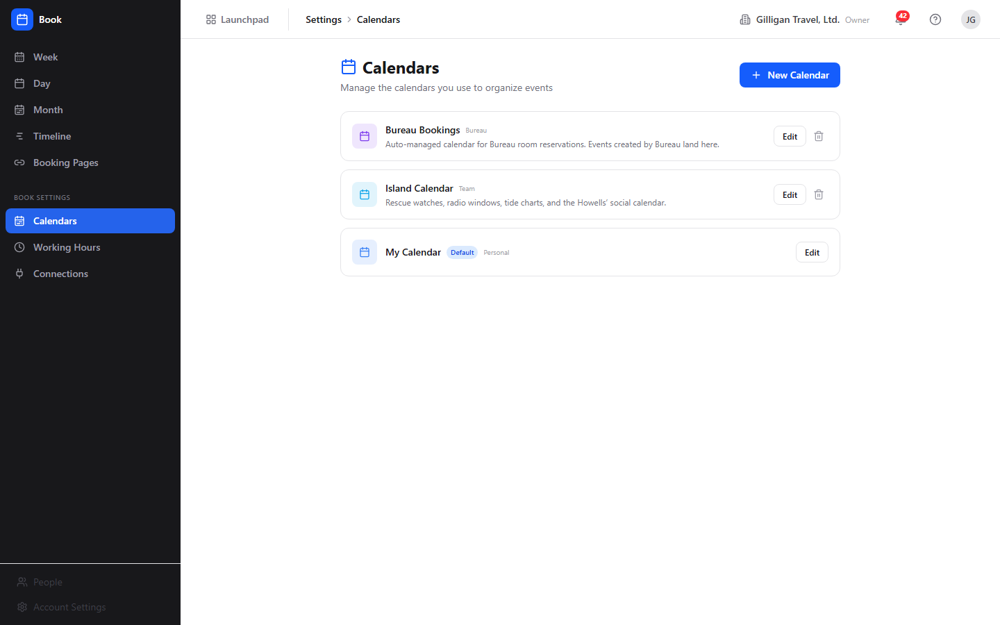 Book
Week
Day
Month
Timeline
Booking Pages
BOOK SETTINGS
Calendars
Working Hours
Connections
People
Account Settings
Launchpad
Settings > Calendars
Gilligan Travel, Ltd. Owner
42
JG
Calendars
Manage the calendars you use to organize events
New Calendar
Bureau Bookings Bureau
Auto-managed calendar for Bureau room reservations. Events created by Bureau land here.
Edit
Island Calendar Team
Rescue watches, radio windows, tide charts, and the Howells’ social calendar.
Edit
My Calendar Default Personal
Edit